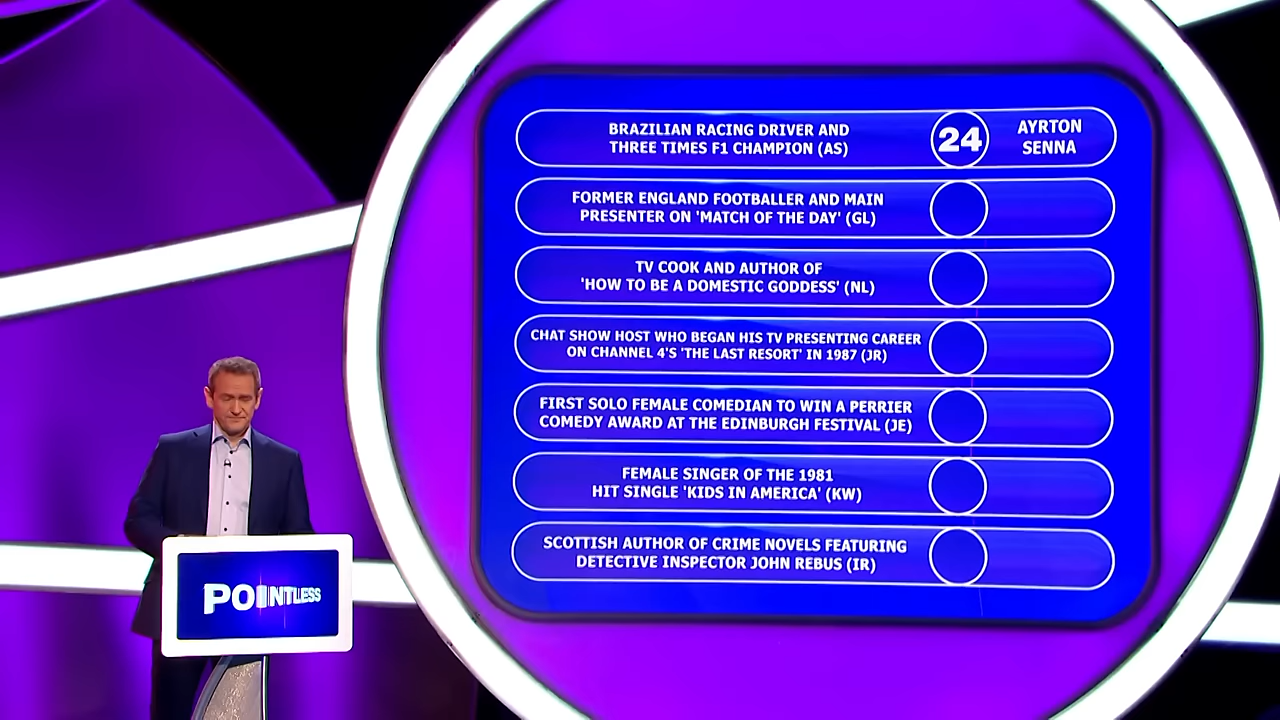 BRAZILIAN RACING DRIVER AND
THREE TIMES F1 CHAMPION (AS)
24
AYRTON
SENNA
FORMER ENGLAND FOOTBALLER AND MAIN
PRESENTER ON 'MATCH OF THE DAY' (GL)
TV COOK AND AUTHOR OF
'HOW TO BE A DOMESTIC GODDESS' (NL)
CHAT SHOW HOST WHO BEGAN HIS TV PRESENTING CAREER
ON CHANNEL 4'S 'THE LAST RESORT' IN 1987 (JR)
FIRST SOLO FEMALE COMEDIAN TO WIN A PERRIER
COMEDY AWARD AT THE EDINBURGH FESTIVAL (JE)
FEMALE SINGER OF THE 1981
HIT SINGLE 'KIDS IN AMERICA' (KW)
SCOTTISH AUTHOR OF CRIME NOVELS FEATURING
DETECTIVE INSPECTOR JOHN REBUS (IR)
POINTLESS